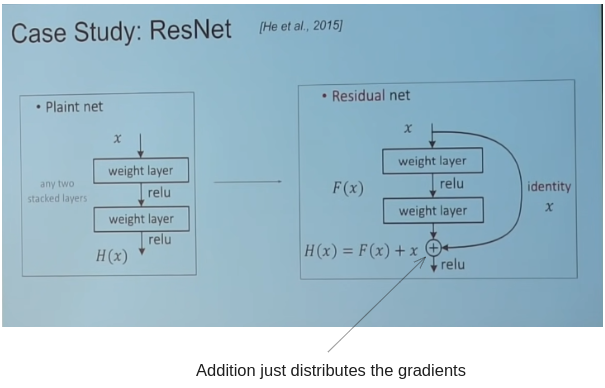 Case Study: ResNet [He et al., 2015]
• Plaint net
x
weight layer
any two
stacked layers
relu
weight layer
relu
H(x)
• Residual net
x
weight layer
F(x)
relu
identity
x
weight layer
H(x) = F(x) + x
relu
Addition just distributes the gradients